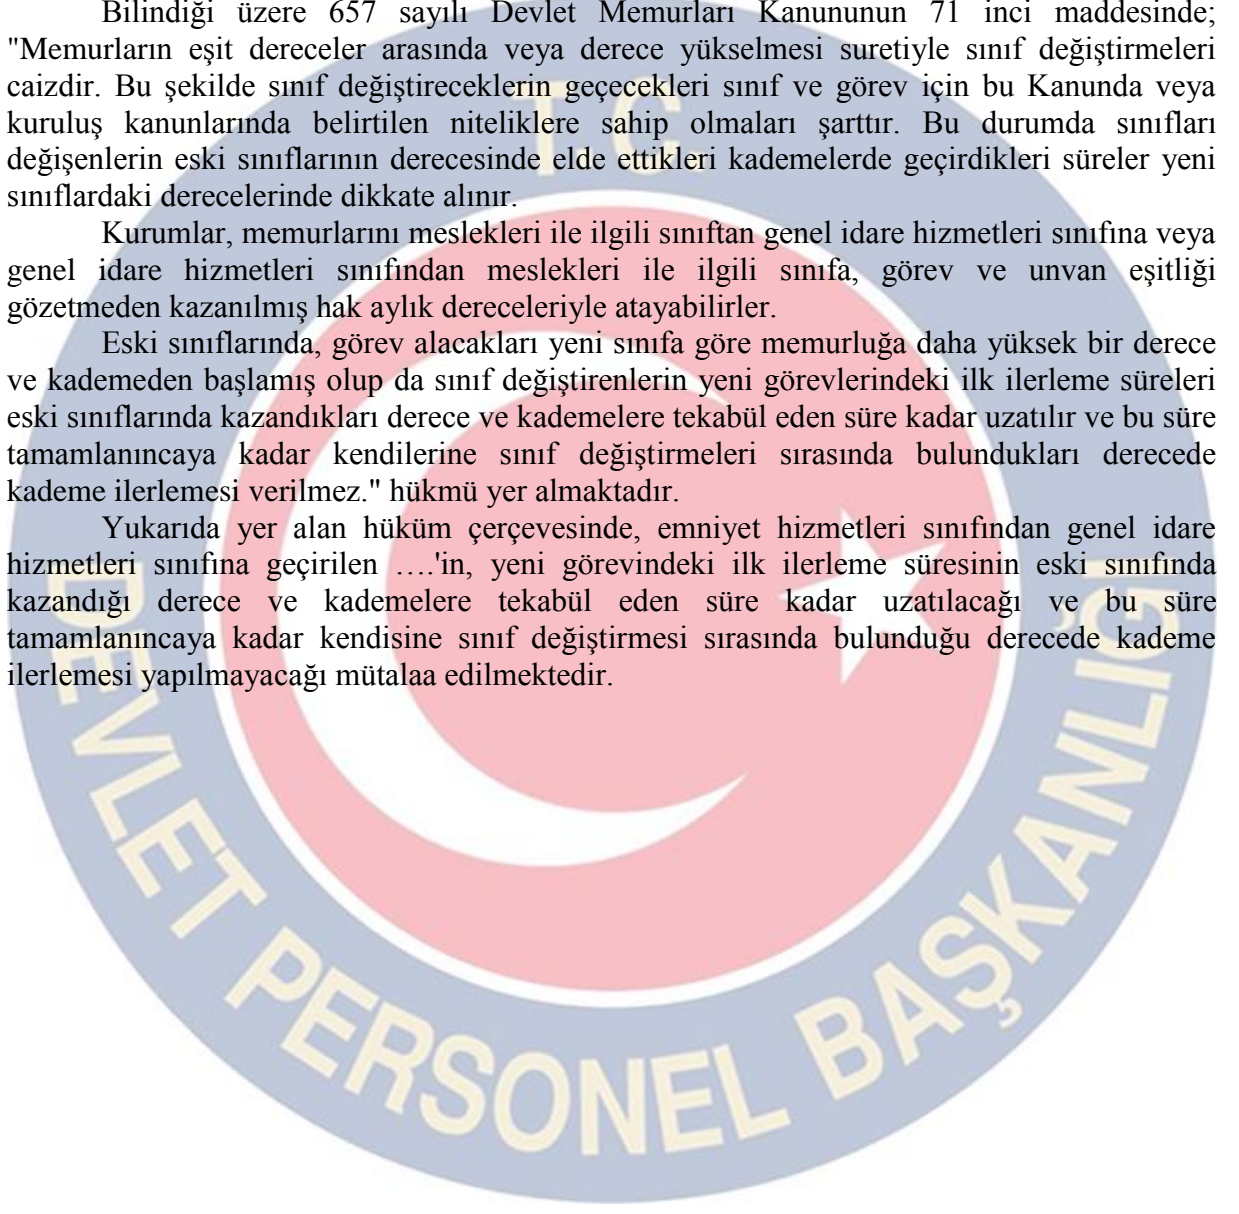 Bilindiği üzere 657 sayılı Devlet Memurları Kanununun 71 inci maddesinde;
"Memurların eşit dereceler arasında veya derece yükselmesi suretiyle sınıf değiştirmeleri
caizdir. Bu şekilde sınıf değiştireceklerin geçecekleri sınıf ve görev için bu Kanunda veya
kuruluş kanunlarında belirtilen niteliklere sahip olmaları şarttır. Bu durumda sınıfları
değişenlerin eski sınıflarının derecesinde elde ettikleri kademelerde geçirdikleri süreler yeni
sınıflardaki derecelerinde dikkate alınır.
Kurumlar, memurlarını meslekleri ile ilgili sınıftan genel idare hizmetleri sınıfına veya
genel idare hizmetleri sınıfından meslekleri ile ilgili sınıfa, görev ve unvan eşitliği
gözetmeden kazanılmış hak aylık dereceleriyle atayabilirler.
Eski sınıflarında, görev alacakları yeni sınıfa göre memurluğa daha yüksek bir derece
ve kademeden başlamış olup da sınıf değiştirenlerin yeni görevlerindeki ilk ilerleme süreleri
eski sınıflarında kazandıkları derece ve kademelere tekabül eden süre kadar uzatılır ve bu süre
tamamlanıncaya kadar kendilerine sınıf değiştirmeleri sırasında bulundukları derecede
kademe ilerlemesi verilmez." hükmü yer almaktadır.
Yukarıda yer alan hüküm çerçevesinde, emniyet hizmetleri sınıfından genel idare
hizmetleri sınıfına geçirilen ….'in, yeni görevindeki ilk ilerleme süresinin eski sınıfında
kazandığı derece ve kademelere tekabül eden süre kadar uzatılacağı ve bu süre
tamamlanıncaya kadar kendisine sınıf değiştirmesi sırasında bulunduğu derecede kademe
ilerlemesi yapılmayacağı mütalaa edilmektedir.
T.C.
DEVLET PERSONEL BAŞKANLIĞI